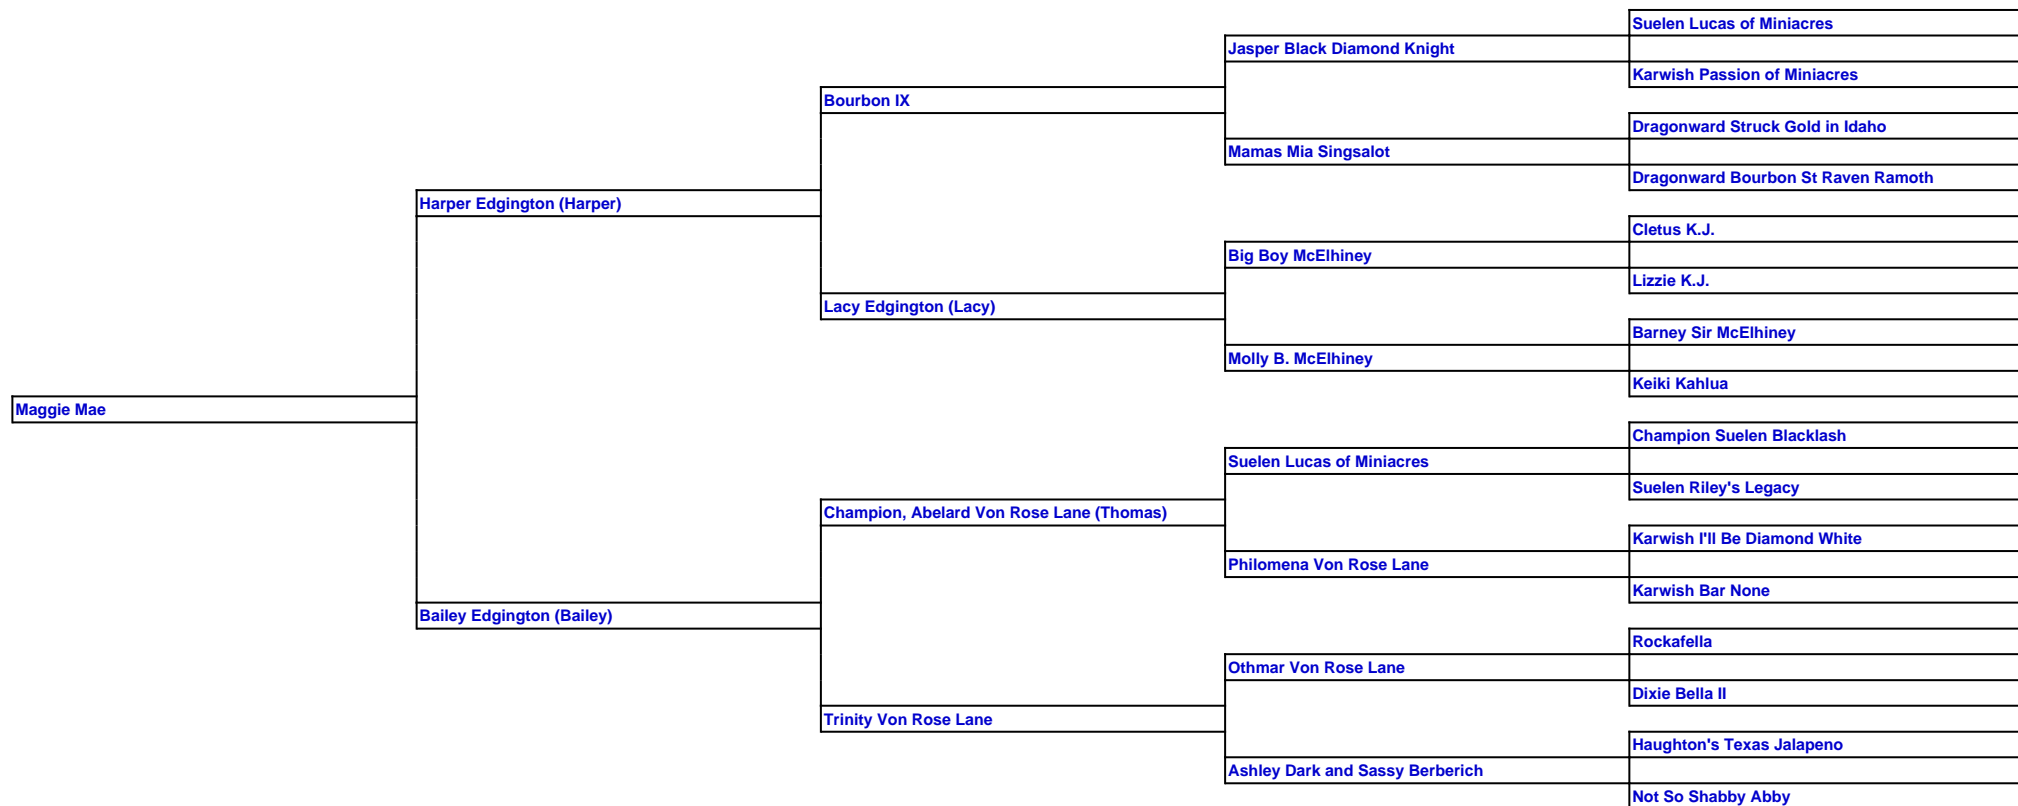 Suelen Lucas of Miniacres
Jasper Black Diamond Knight
Karwish Passion of Miniacres
Bourbon IX
Dragonward Struck Gold in Idaho
Mamas Mia Singsalot
Dragonward Bourbon St Raven Ramoth
Harper Edgington (Harper)
Cletus K.J.
Big Boy McElhiney
Lizzie K.J.
Lacy Edgington (Lacy)
Barney Sir McElhiney
Molly B. McElhiney
Keiki Kahlua
Maggie Mae
Champion Suelen Blacklash
Suelen Lucas of Miniacres
Suelen Riley's Legacy
Champion, Abelard Von Rose Lane (Thomas)
Karwish I'll Be Diamond White
Philomena Von Rose Lane
Karwish Bar None
Bailey Edgington (Bailey)
Rockafella
Othmar Von Rose Lane
Dixie Bella II
Trinity Von Rose Lane
Haughton's Texas Jalapeno
Ashley Dark and Sassy Berberich
Not So Shabby Abby